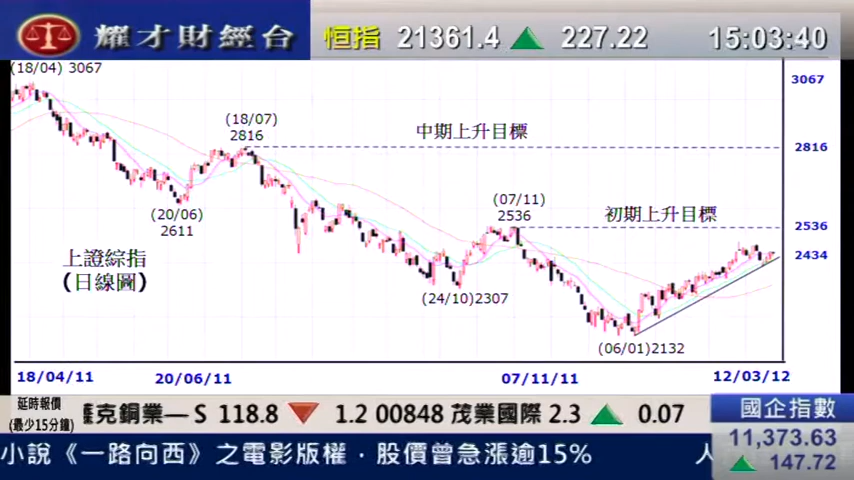 耀才財經台
恒指 21361.4 227.22 15:03:40
(18/04) 3067
3067
(18/07)
2816
中期上升目標
2816
(07/11)
2536
初期上升目標
2536
(20/06)
2611
上證綜指
(日線圖)
2434
(24/10)2307
(06/01)2132
18/04/11 20/06/11 07/11/11 12/03/12
延時報價
(最少15分鐘)
薩克銅業—S 118.8 1.2 00848 茂業國際 2.3 0.07
國企指數
11,373.63
147.72
小說《一路向西》之電影版權．股價曾急漲逾15% 人